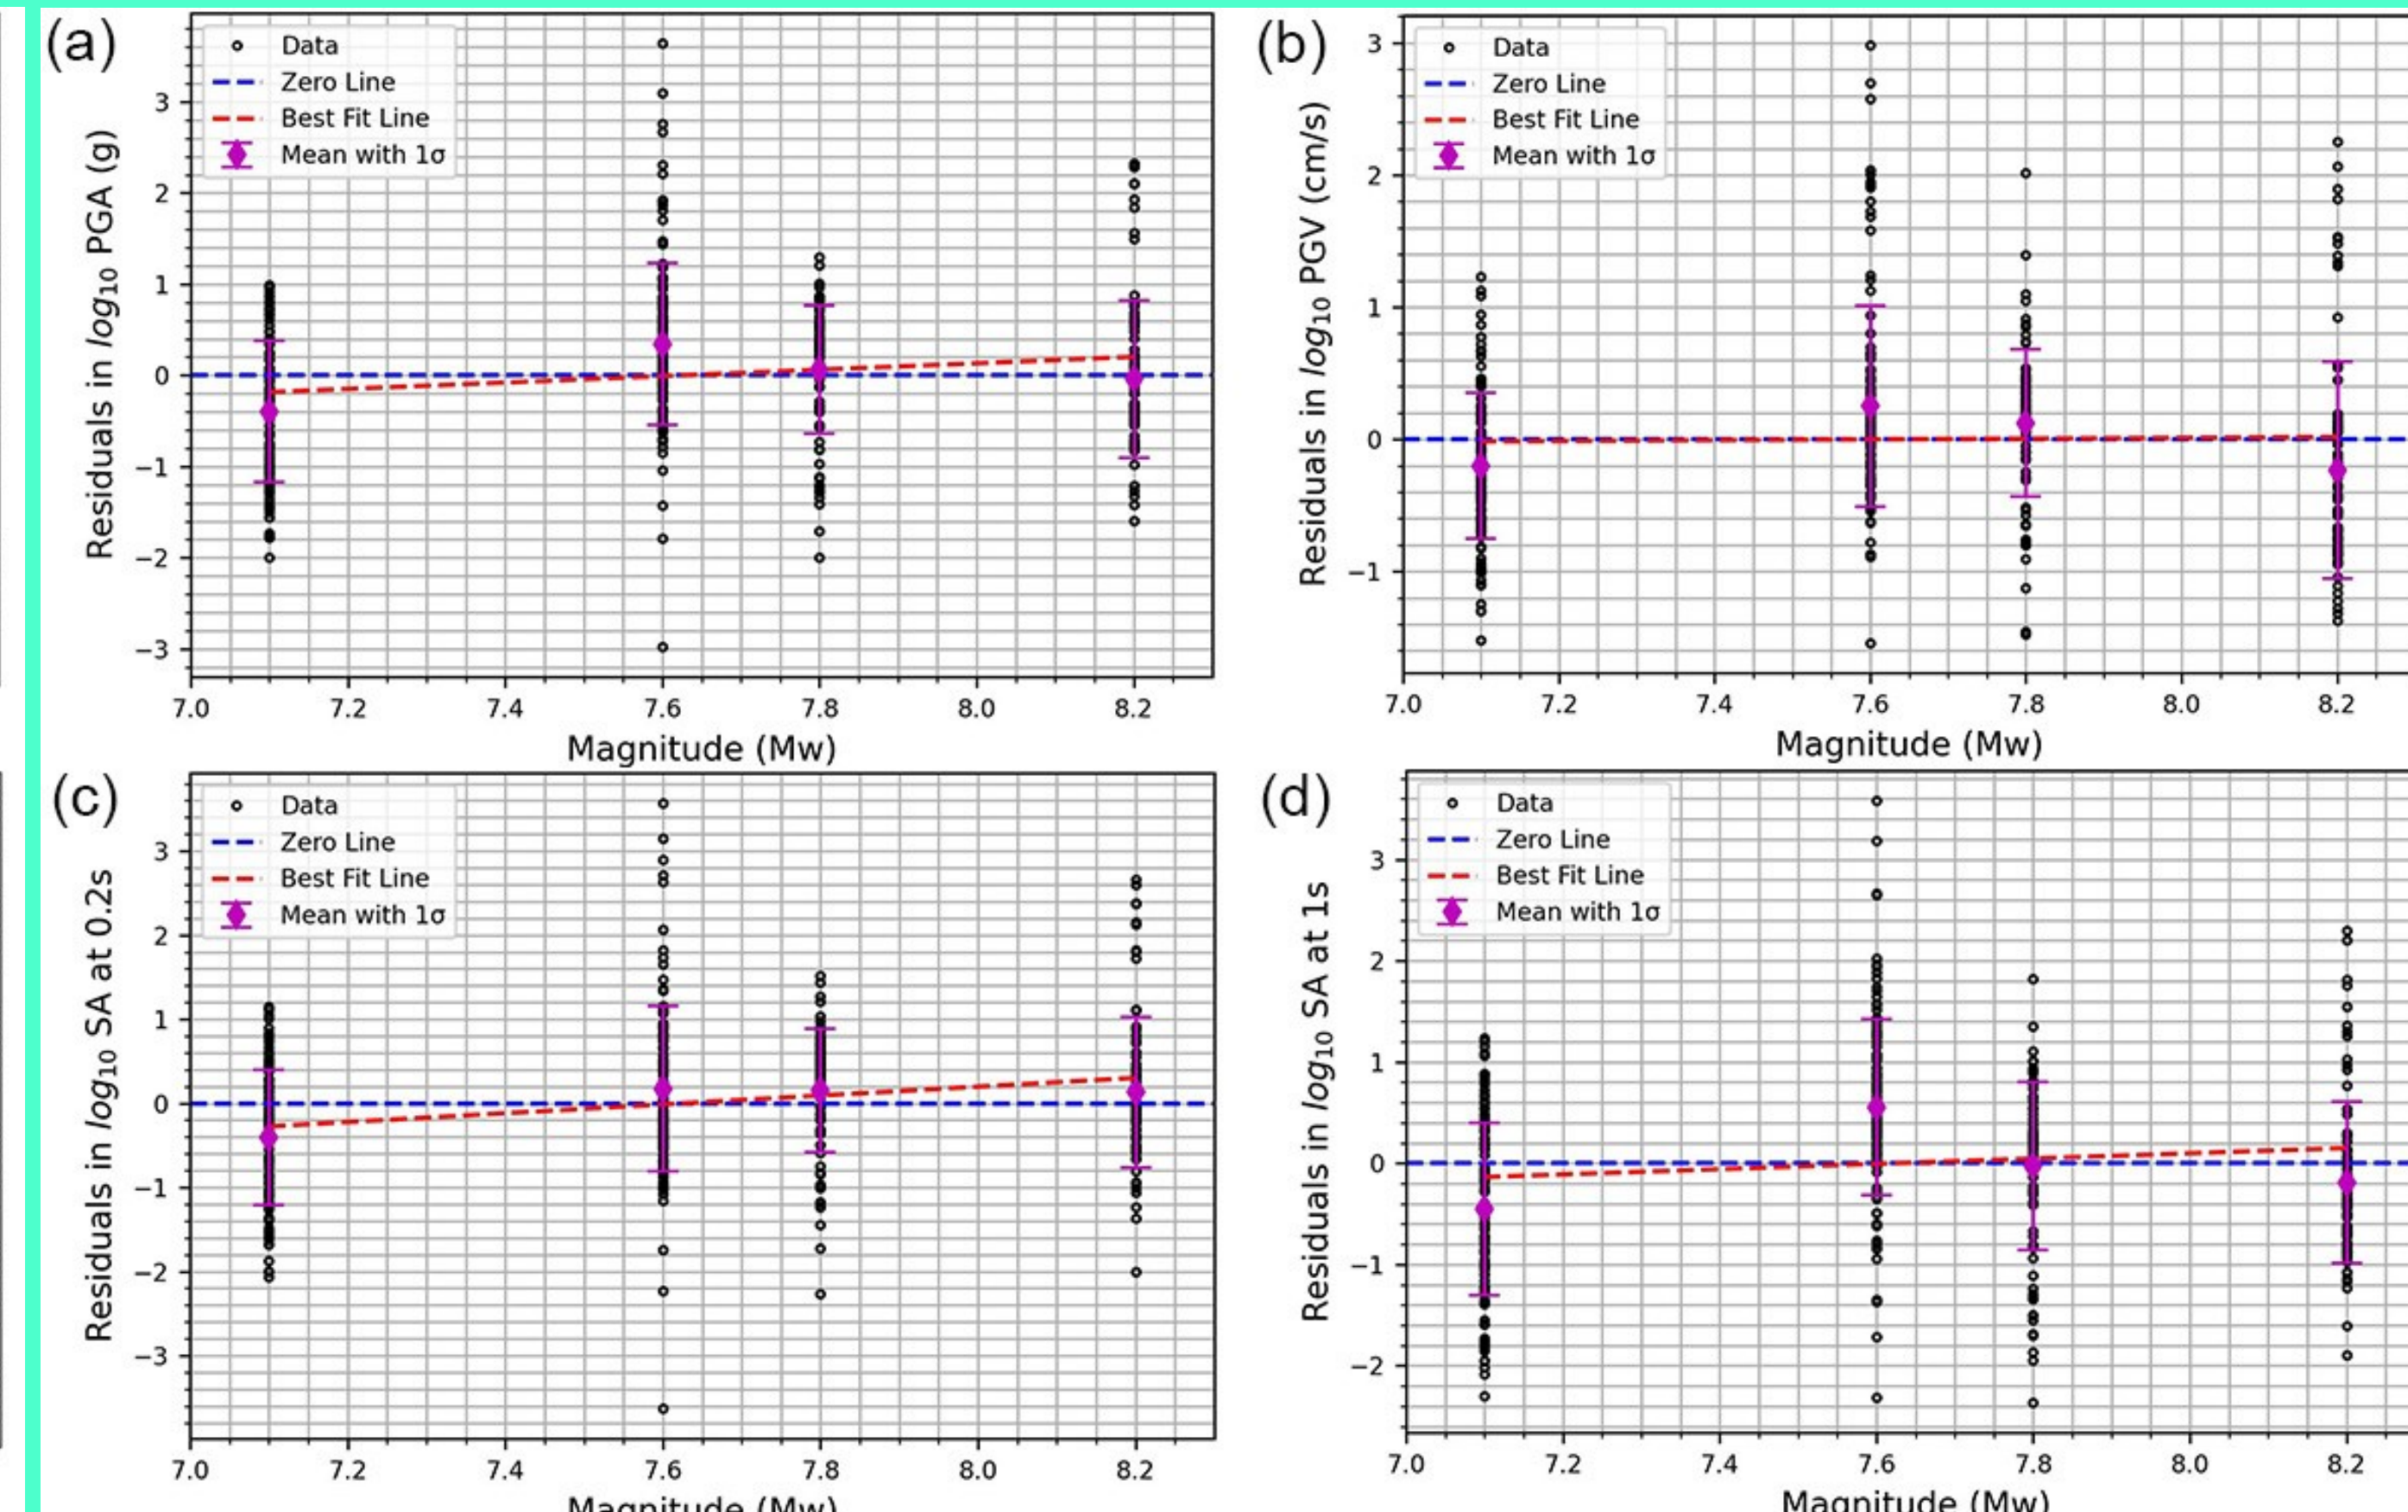 (a)
Data
Zero Line
Best Fit Line
Mean with 1σ
Residuals in log10 PGA (g)
3
2
1
0
−1
−2
−3
7.0 7.2 7.4 7.6 7.8 8.0 8.2
Magnitude (Mw)
(b)
Data
Zero Line
Best Fit Line
Mean with 1σ
Residuals in log10 PGV (cm/s)
3
2
1
0
−1
7.0 7.2 7.4 7.6 7.8 8.0 8.2
Magnitude (Mw)
(c)
Data
Zero Line
Best Fit Line
Mean with 1σ
Residuals in log10 SA at 0.2s
3
2
1
0
−1
−2
−3
7.0 7.2 7.4 7.6 7.8 8.0 8.2
Magnitude (Mw)
(d)
Data
Zero Line
Best Fit Line
Mean with 1σ
Residuals in log10 SA at 1s
3
2
1
0
−1
−2
7.0 7.2 7.4 7.6 7.8 8.0 8.2
Magnitude (Mw)